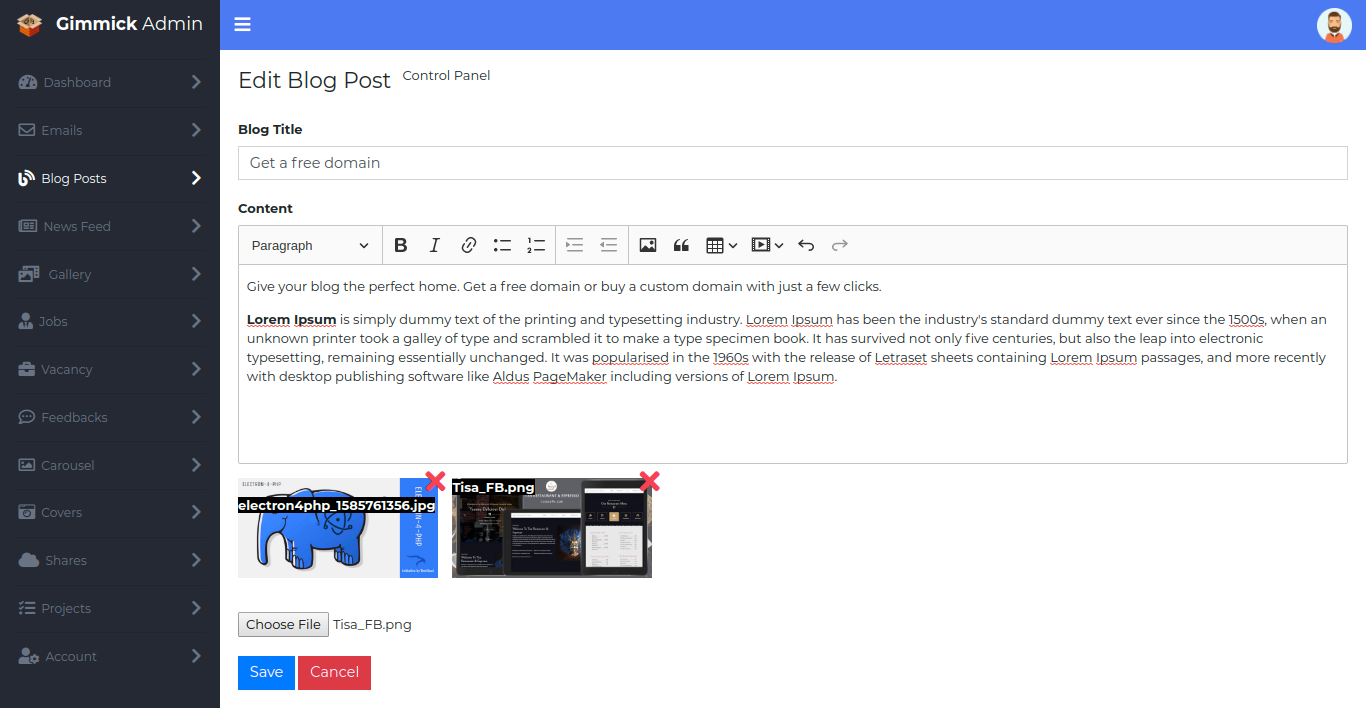 Gimmick Admin
Dashboard
Emails
Blog Posts
News Feed
Gallery
Jobs
Vacancy
Feedbacks
Carousel
Covers
Shares
Projects
Account
Edit Blog Post Control Panel
Blog Title
Get a free domain
Content
Paragraph
Give your blog the perfect home. Get a free domain or buy a custom domain with just a few clicks.
Lorem Ipsum is simply dummy text of the printing and typesetting industry. Lorem Ipsum has been the industry's standard dummy text ever since the 1500s, when an
unknown printer took a galley of type and scrambled it to make a type specimen book. It has survived not only five centuries, but also the leap into electronic
typesetting, remaining essentially unchanged. It was popularised in the 1960s with the release of Letraset sheets containing Lorem Ipsum passages, and more recently
with desktop publishing software like Aldus PageMaker including versions of Lorem Ipsum.
ELECTRON-4-PHP
electron4php_1585761356.jpg
ELECTRON-4-PHP
Tisa_FB.png
Choose File Tisa_FB.png
Save Cancel